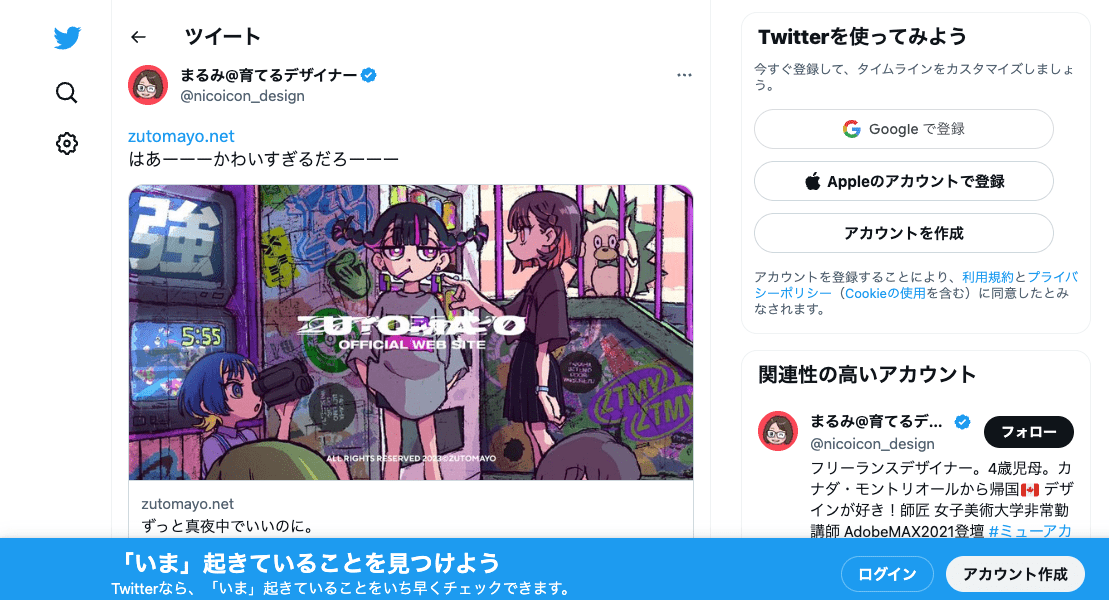 ツイート
まるみ@育てるデザイナー
@nicoicon_design
zutomayo.net
はあーーーかわいすぎるだろーーー
強
5:55
ZUTOMAYO
OFFICIAL WEB SITE
ZTMY
ZTMY
ALL RIGHTS RESERVED 2023©ZUTOMAYO
zutomayo.net
ずっと真夜中でいいのに。
Twitterを使ってみよう
今すぐ登録して、タイムラインをカスタマイズしましょ
う。
Google で登録
Appleのアカウントで登録
アカウントを作成
アカウントを登録することにより、利用規約とプライバ
シーポリシー（Cookieの使用を含む）に同意したとみ
なされます。
関連性の高いアカウント
まるみ@育てるデ...
@nicoicon_design
フォロー
フリーランスデザイナー。4歳児母。カ
ナダ・モントリオールから帰国🇨🇦 デザ
インが好き！師匠 女子美術大学非常勤
講師 AdobeMAX2021登壇 #ミューアカ
「いま」起きていることを見つけよう
Twitterなら、「いま」起きていることをいち早くチェックできます。
ログイン
アカウント作成